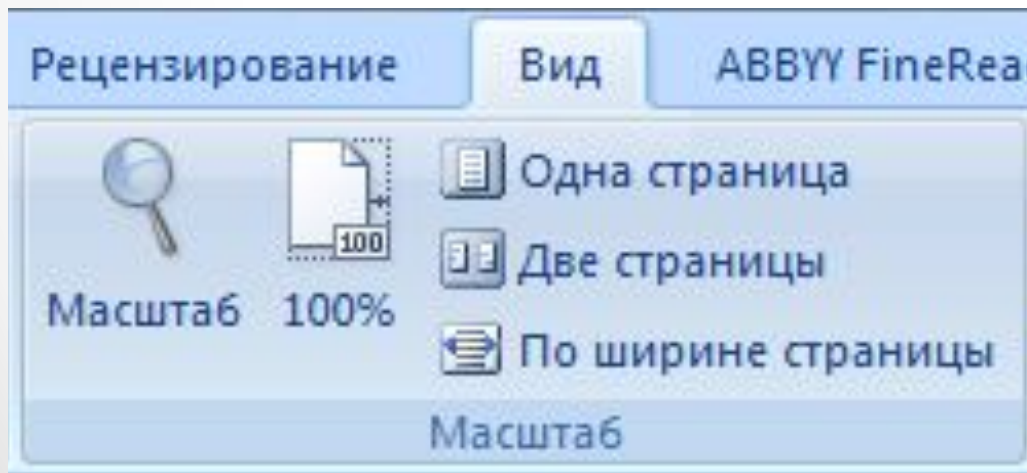 Рецензирование Вид ABBYY FineRea
100
Масштаб 100%
Одна страница
Две страницы
По ширине страницы
Масштаб